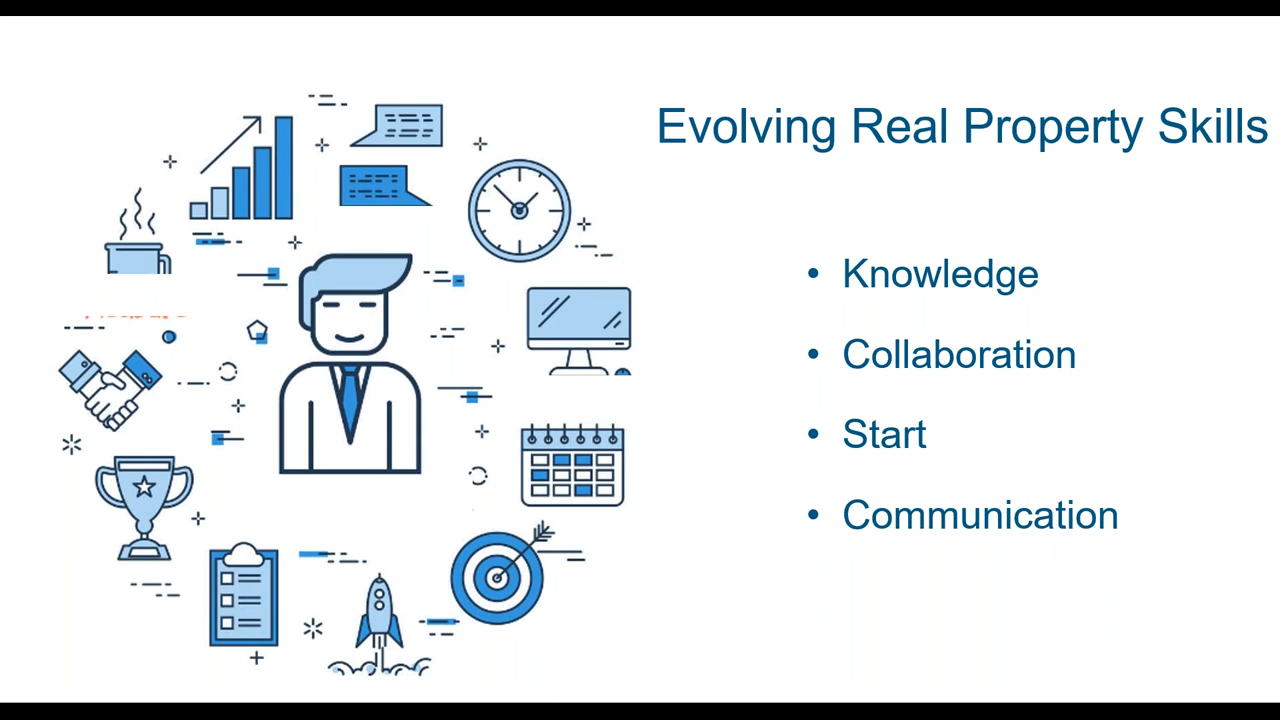 Evolving Real Property Skills
• Knowledge
• Collaboration
• Start
• Communication